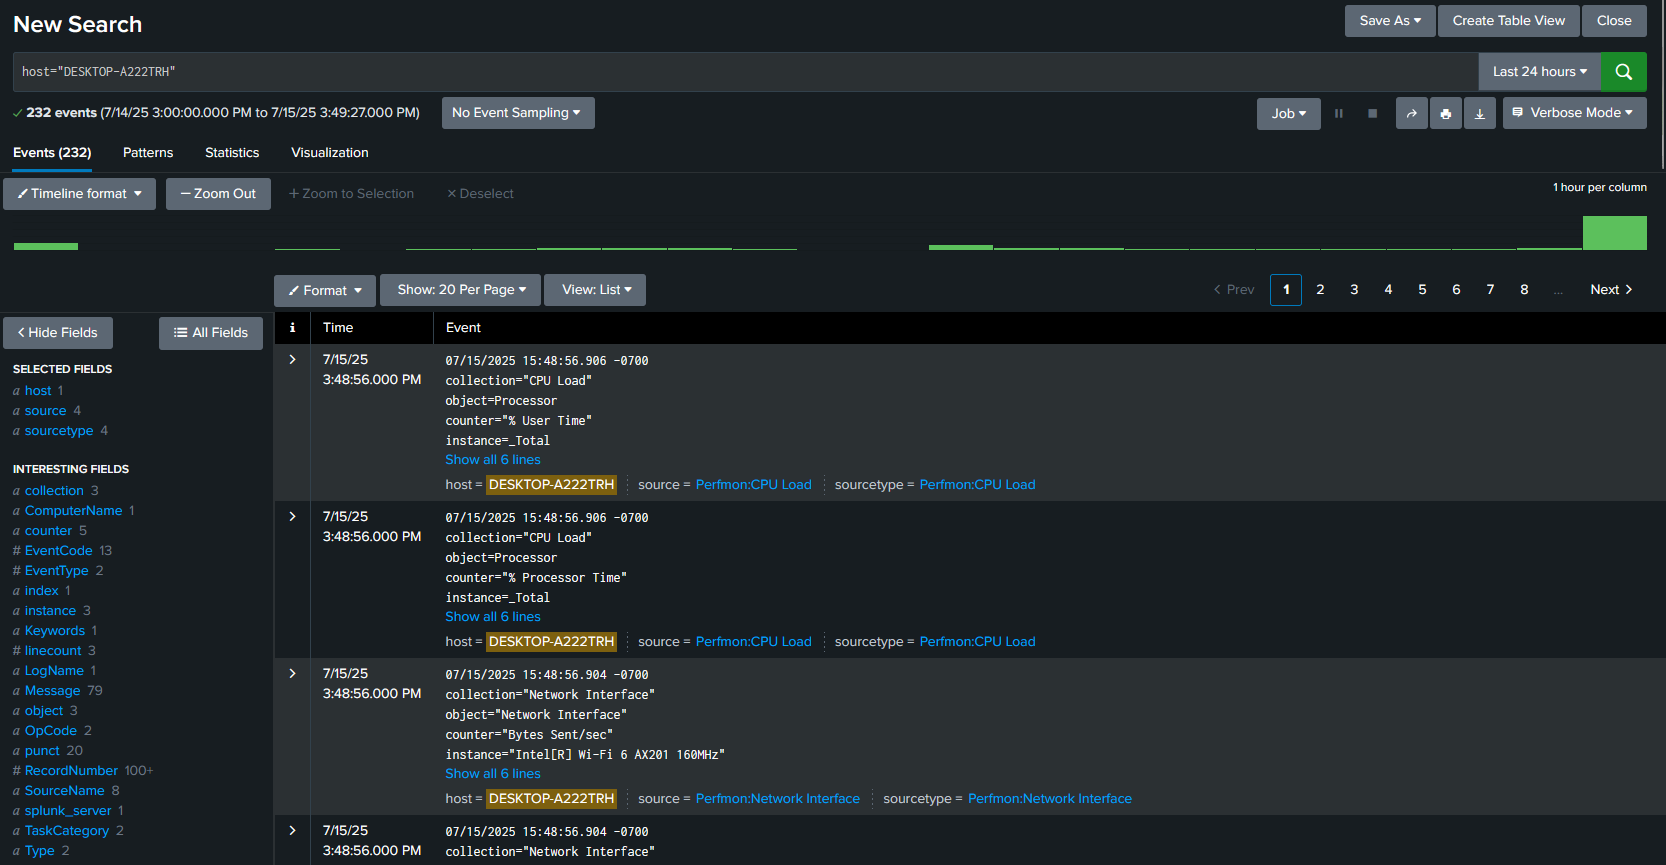 New Search
Save As
Create Table View
Close
host="DESKTOP-A222TRH"
Last 24 hours
232 events (7/14/25 3:00:00.000 PM to 7/15/25 3:49:27.000 PM)
No Event Sampling
Job
Verbose Mode
Events (232)
Patterns
Statistics
Visualization
Timeline format
— Zoom Out
+ Zoom to Selection
× Deselect
1 hour per column
Format
Show: 20 Per Page
View: List
< Prev
1
2
3
4
5
6
7
8
...
Next >
< Hide Fields
All Fields
SELECTED FIELDS
a host 1
a source 4
a sourcetype 4
INTERESTING FIELDS
a collection 3
a ComputerName 1
a counter 5
# EventCode 13
# EventType 2
a index 1
a instance 3
a Keywords 1
# linecount 3
a LogName 1
a Message 79
a object 3
a OpCode 2
a punct 20
# RecordNumber 100+
a SourceName 8
a splunk_server 1
a TaskCategory 2
a Type 2
i
Time
Event
7/15/25
3:48:56.000 PM
07/15/2025 15:48:56.906 -0700
collection="CPU Load"
object=Processor
counter="% User Time"
instance=_Total
Show all 6 lines
host = DESKTOP-A222TRH
source = Perfmon:CPU Load
sourcetype = Perfmon:CPU Load
7/15/25
3:48:56.000 PM
07/15/2025 15:48:56.906 -0700
collection="CPU Load"
object=Processor
counter="% Processor Time"
instance=_Total
Show all 6 lines
host = DESKTOP-A222TRH
source = Perfmon:CPU Load
sourcetype = Perfmon:CPU Load
7/15/25
3:48:56.000 PM
07/15/2025 15:48:56.904 -0700
collection="Network Interface"
object="Network Interface"
counter="Bytes Sent/sec"
instance="Intel[R] Wi-Fi 6 AX201 160MHz"
Show all 6 lines
host = DESKTOP-A222TRH
source = Perfmon:Network Interface
sourcetype = Perfmon:Network Interface
7/15/25
3:48:56.000 PM
07/15/2025 15:48:56.904 -0700
collection="Network Interface"